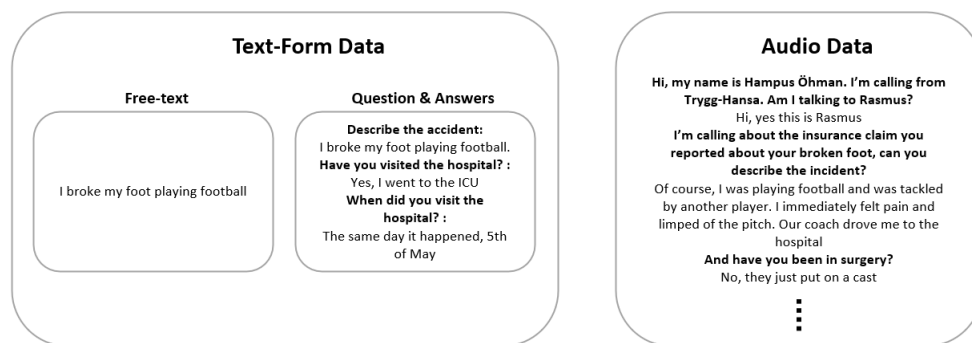 Text-Form Data
Free-text
I broke my foot playing football
Question & Answers
Describe the accident:
I broke my foot playing football.
Have you visited the hospital? :
Yes, I went to the ICU
When did you visit the
hospital? :
The same day it happened, 5th
of May
Audio Data
Hi, my name is Hampus Öhman. I'm calling from
Trygg-Hansa. Am I talking to Rasmus?
Hi, yes this is Rasmus
I'm calling about the insurance claim you
reported about your broken foot, can you
describe the incident?
Of course, I was playing football and was tackled
by another player. I immediately felt pain and
limped of the pitch. Our coach drove me to the
hospital
And have you been in surgery?
No, they just put on a cast